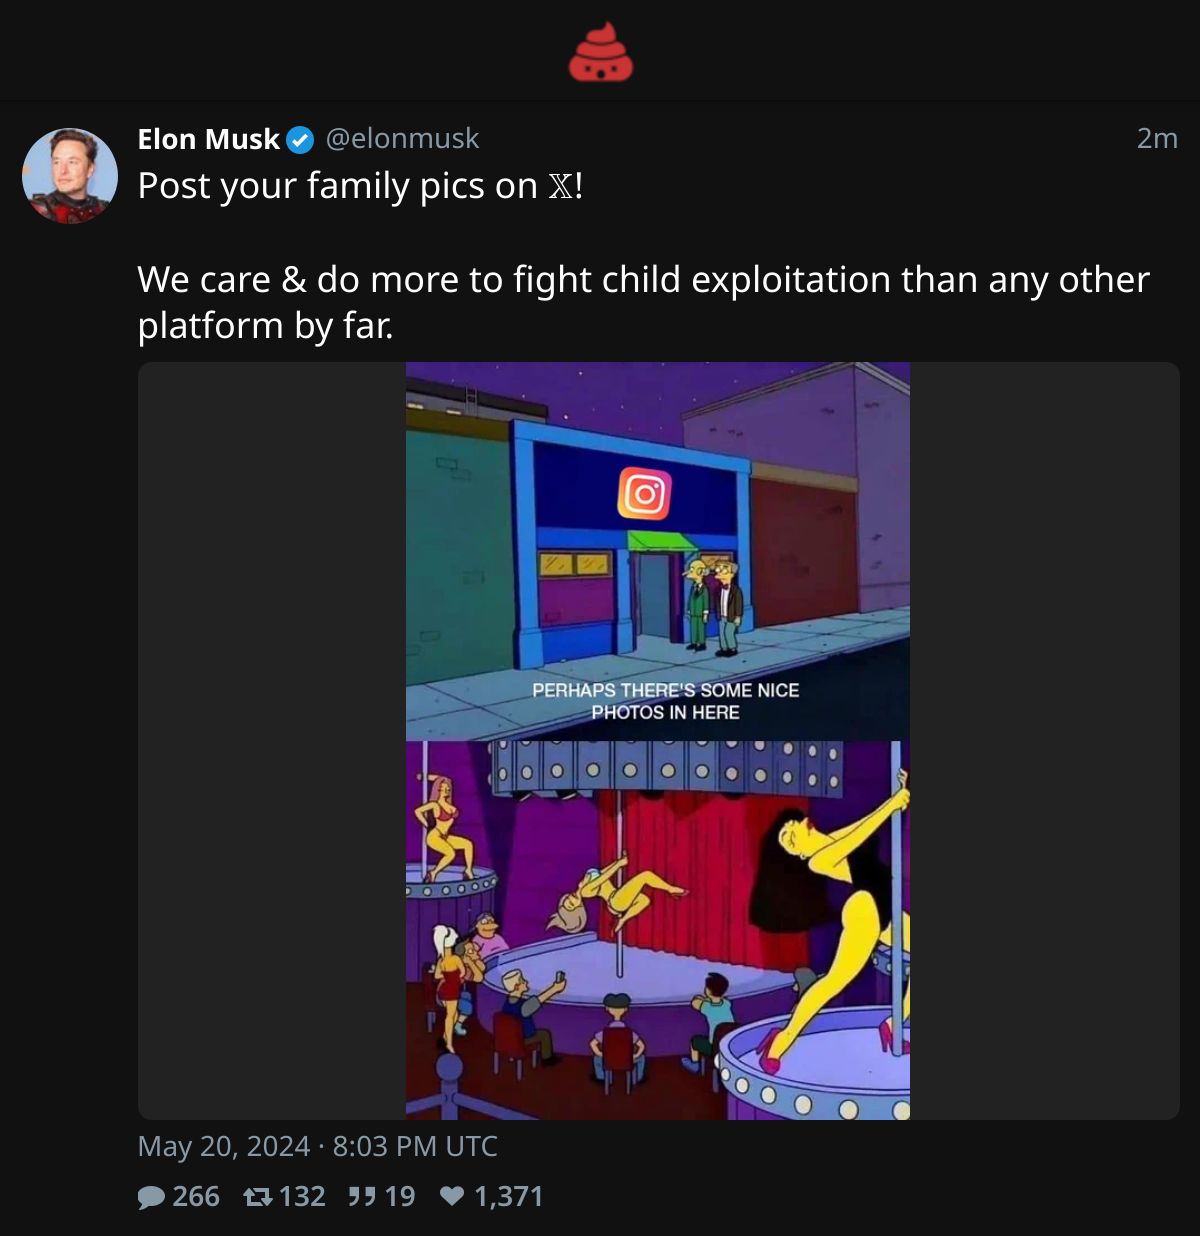 Elon Musk @elonmusk 2m
Post your family pics on 𝕏!
We care & do more to fight child exploitation than any other
platform by far.
PERHAPS THERE'S SOME NICE
PHOTOS IN HERE
May 20, 2024 · 8:03 PM UTC
266 132 19 1,371